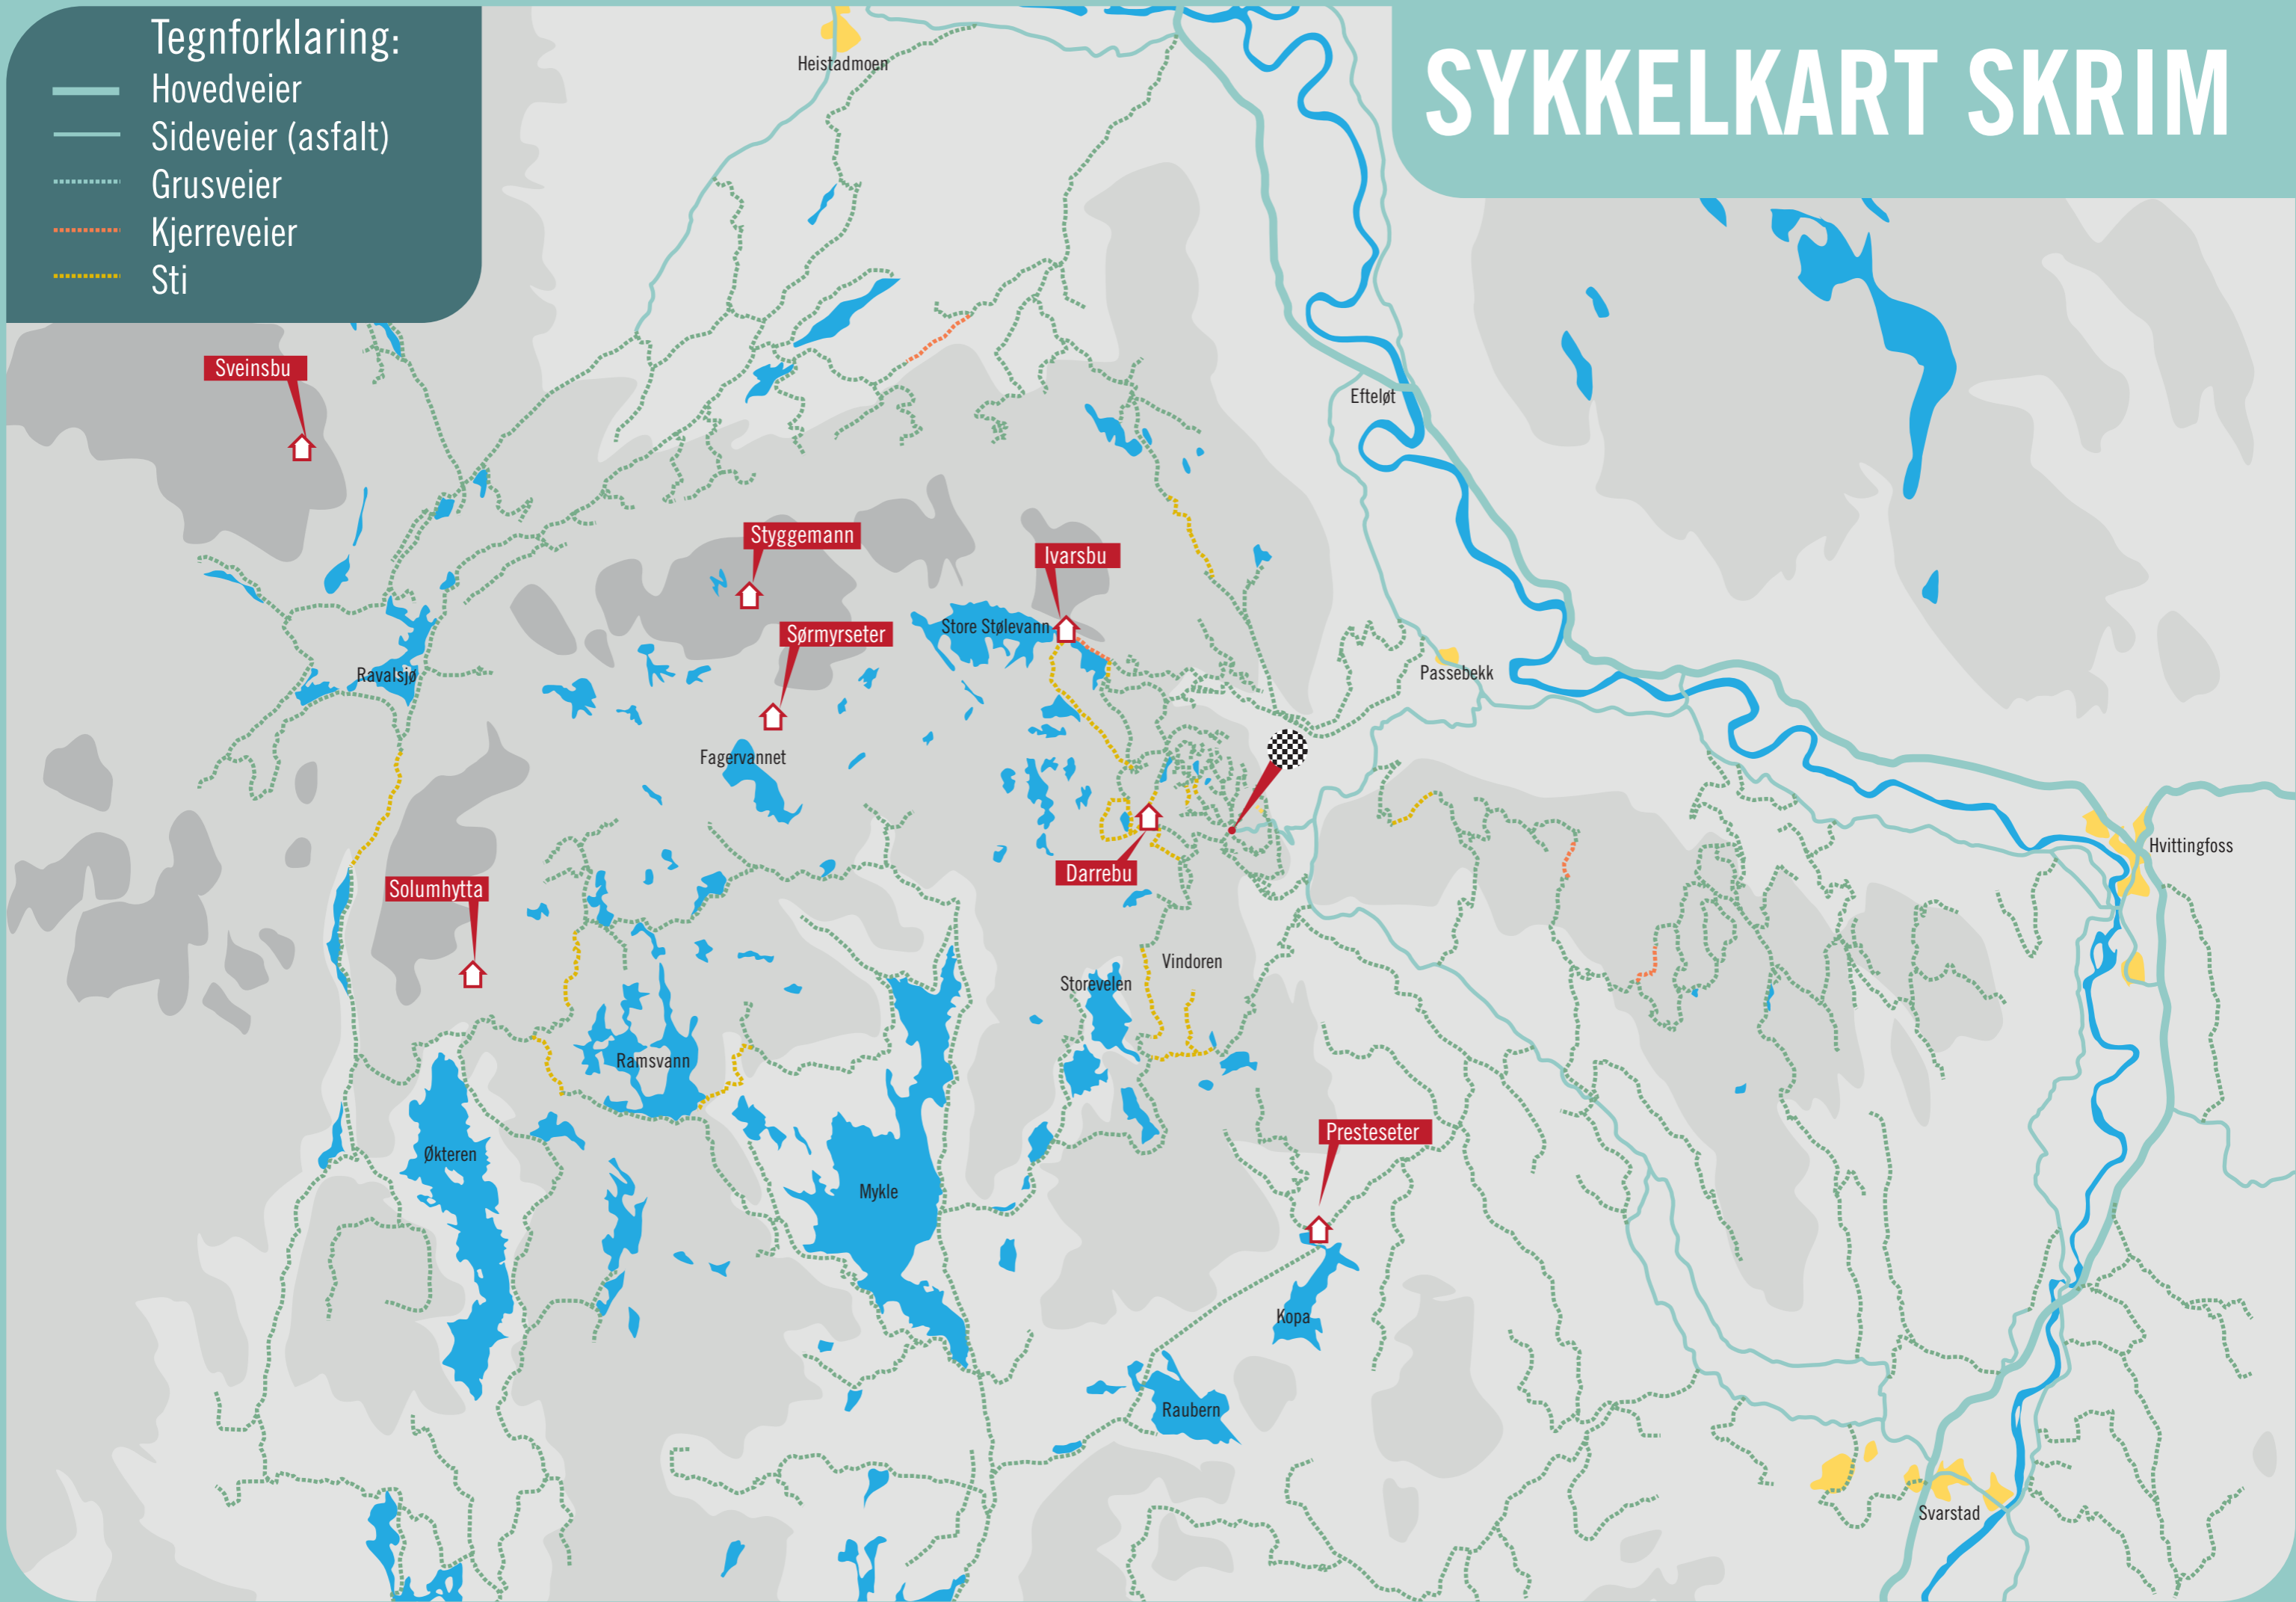 Tegnforklaring:
Hovedveier
Sideveier (asfalt)
Grusveier
Kjerreveier
Sti
SYKKELKART SKRIM
Heistadmoen
Sveinsbu
Efteløt
Styggemann
Ivarsbu
Store Stølevann
Sørmyrseter
Ravalsjø
Passebekk
Fagervannet
Hvittingfoss
Darrebu
Solumhytta
Vindoren
Storevelen
Ramsvann
Presteseter
Økteren
Mykle
Kopa
Raubern
Svarstad